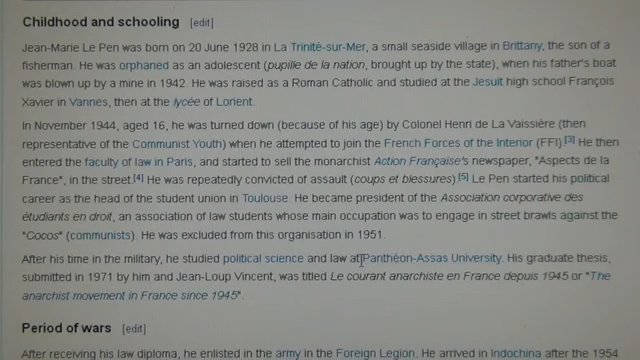 Childhood and schooling [edit]
Jean-Marie Le Pen was born on 20 June 1928 in La Trinité-sur-Mer, a small seaside village in Brittany, the son of a
fisherman. He was orphaned as an adolescent (pupille de la nation, brought up by the state), when his father's boat
was blown up by a mine in 1942. He was raised as a Roman Catholic and studied at the Jesuit high school François
Xavier in Vannes, then at the lycée of Lorient.
In November 1944, aged 16, he was turned down (because of his age) by Colonel Henri de La Vaissière (then
representative of the Communist Youth) when he attempted to join the French Forces of the Interior (FFI).[3] He then
entered the faculty of law in Paris, and started to sell the monarchist Action Française's newspaper, "Aspects de la
France", in the street.[4] He was repeatedly convicted of assault (coups et blessures).[5] Le Pen started his political
career as the head of the student union in Toulouse. He became president of the Association corporative des
étudiants en droit, an association of law students whose main occupation was to engage in street brawls against the
"Cocos" (communists). He was excluded from this organisation in 1951.
After his time in the military, he studied political science and law at Panthéon-Assas University. His graduate thesis,
submitted in 1971 by him and Jean-Loup Vincent, was titled Le courant anarchiste en France depuis 1945 or "The
anarchist movement in France since 1945".
Period of wars [edit]
After receiving his law diploma, he enlisted in the army in the Foreign Legion. He arrived in Indochina after the 1954